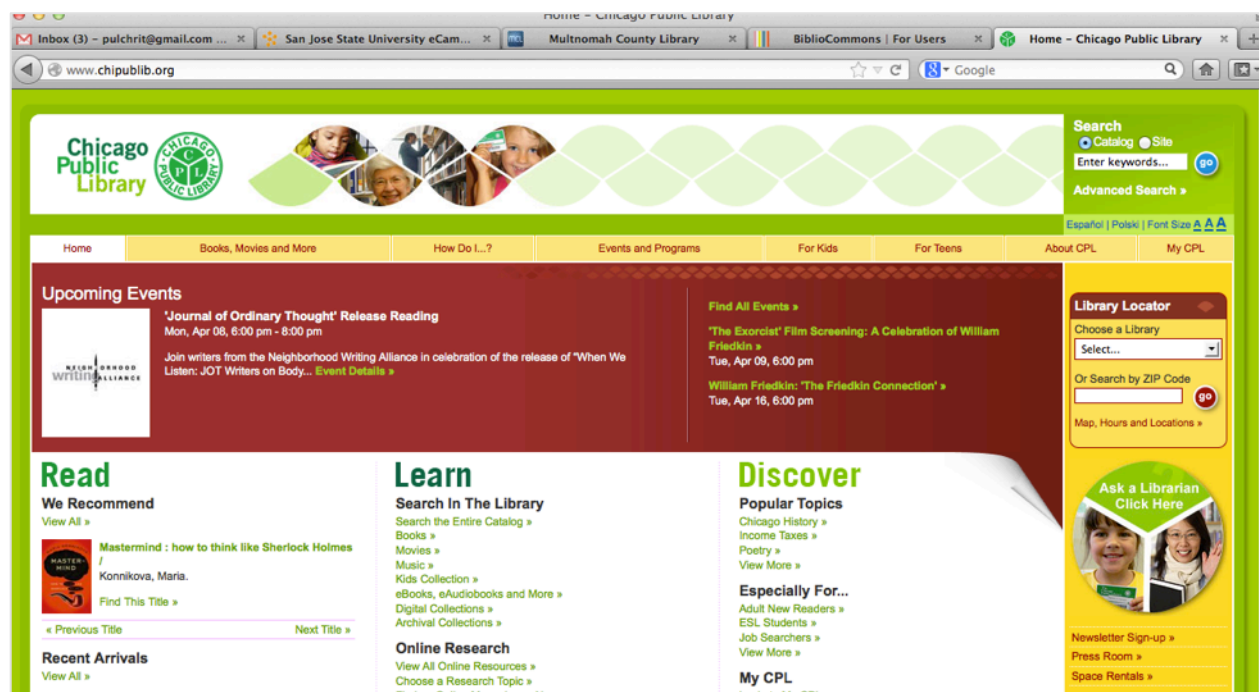 Home – Chicago Public Library
Inbox (3) – pulchrit@gmail.com ...
San Jose State University eCam...
Multnomah County Library
BiblioCommons | For Users
Home – Chicago Public Library
www.chipublib.org
Google
Chicago
Public
Library
CHICAGO
PUBLIC LIBRARY
C P L
Search
Catalog Site
Enter keywords... go
Advanced Search »
Español | Polski | Font Size A A A
Home
Books, Movies and More
How Do I...?
Events and Programs
For Kids
For Teens
About CPL
My CPL
Upcoming Events
NEIGHBORHOOD
writing ALLIANCE
'Journal of Ordinary Thought' Release Reading
Mon, Apr 08, 6:00 pm - 8:00 pm
Join writers from the Neighborhood Writing Alliance in celebration of the release of "When We
Listen: JOT Writers on Body... Event Details »
Find All Events »
'The Exorcist' Film Screening: A Celebration of William
Friedkin »
Tue, Apr 09, 6:00 pm
William Friedkin: 'The Friedkin Connection' »
Tue, Apr 16, 6:00 pm
Library Locator
Choose a Library
Select...
Or Search by ZIP Code
go
Map, Hours and Locations »
Read
We Recommend
View All »
MASTER-
MIND
Mastermind : how to think like Sherlock Holmes
/
Konnikova, Maria.
Find This Title »
« Previous Title Next Title »
Recent Arrivals
View All »
Learn
Search In The Library
Search the Entire Catalog »
Books »
Movies »
Music »
Kids Collection »
eBooks, eAudiobooks and More »
Digital Collections »
Archival Collections »
Online Research
View All Online Resources »
Choose a Research Topic »
Discover
Popular Topics
Chicago History »
Income Taxes »
Poetry »
View More »
Especially For...
Adult New Readers »
ESL Students »
Job Searchers »
View More »
My CPL
Ask a Librarian
Click Here
Newsletter Sign-up »
Press Room »
Space Rentals »